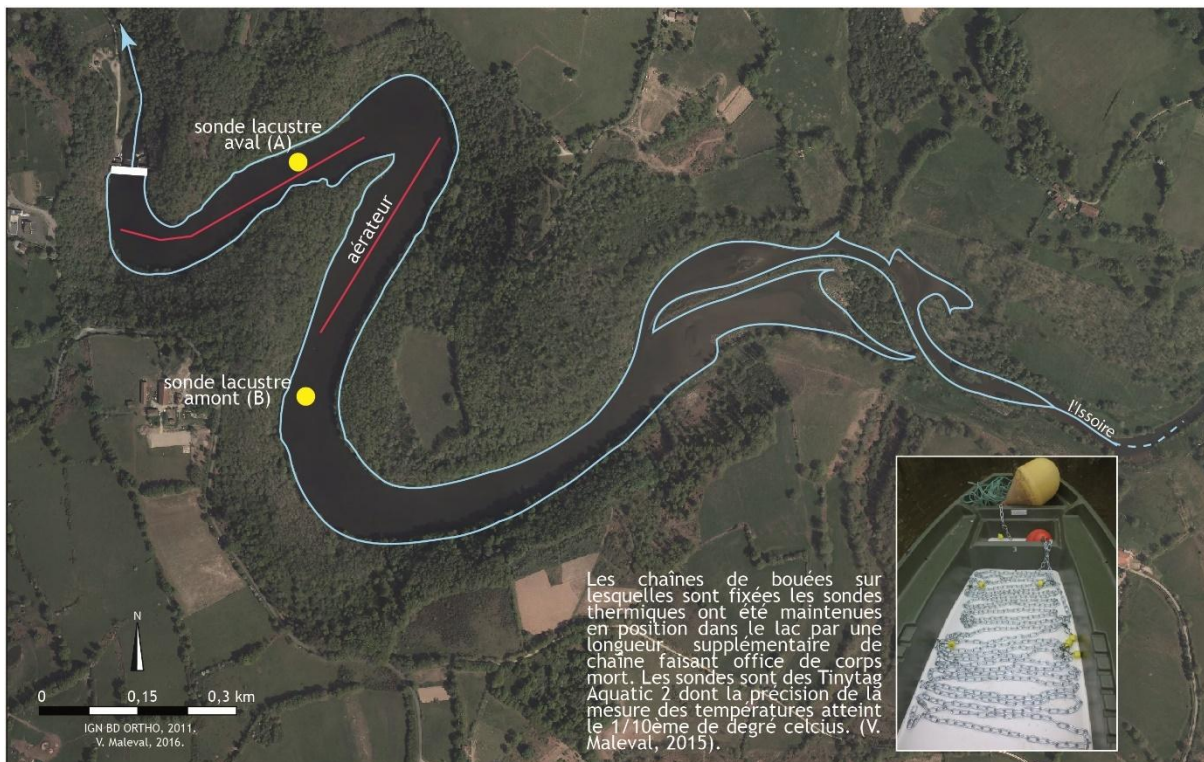 sonde lacustre
aval (A)
aérateur
sonde lacustre
amont (B)
l'Issoire
N
0 0,15 0,3 km
IGN BD ORTHO, 2011,
V. Maleval, 2016.
Les chaînes de bouées sur
lesquelles sont fixées les sondes
thermiques ont été maintenues
en position dans le lac par une
longueur supplémentaire de
chaîne faisant office de corps
mort. Les sondes sont des Tinytag
Aquatic 2 dont la précision de la
mesure des températures atteint
le 1/10ème de degré celcius. (V.
Maleval, 2015).